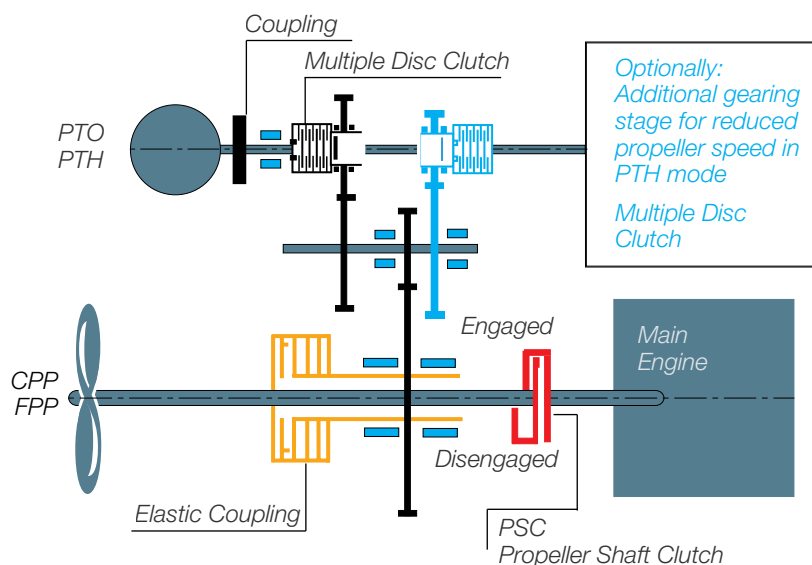 Coupling
Multiple Disc Clutch
PTO
PTH
Optionally:
Additional gearing
stage for reduced
propeller speed in
PTH mode
Multiple Disc
Clutch
Engaged
Main
Engine
CPP
FPP
Disengaged
Elastic Coupling
PSC
Propeller Shaft Clutch